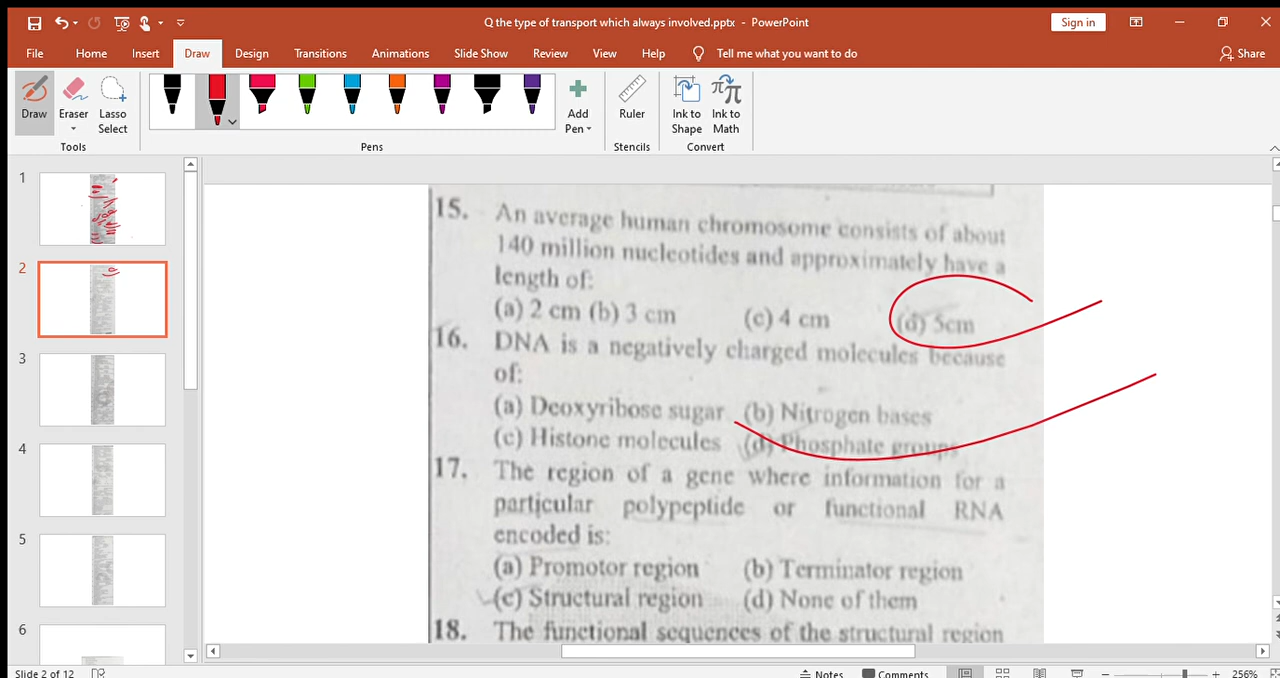 Q the type of transport which always involved.pptx - PowerPoint
Sign in
File Home Insert Draw Design Transitions Animations Slide Show Review View Help Tell me what you want to do Share
Draw Eraser Lasso Select Add Pen Ruler Ink to Shape Ink to Math
Tools Pens Stencils Convert
1
2
3
4
5
6
15. An average human chromosome consists of about
140 million nucleotides and approximately have a
length of:
(a) 2 cm (b) 3 cm (c) 4 cm (d) 5cm
16. DNA is a negatively charged molecules because
of:
(a) Deoxyribose sugar (b) Nitrogen bases
(c) Histone molecules (d) Phosphate groups
17. The region of a gene where information for a
particular polypeptide or functional RNA
encoded is:
(a) Promotor region (b) Terminator region
(c) Structural region (d) None of them
18. The functional sequences of the structural region
Slide 2 of 12 Notes Comments 256%